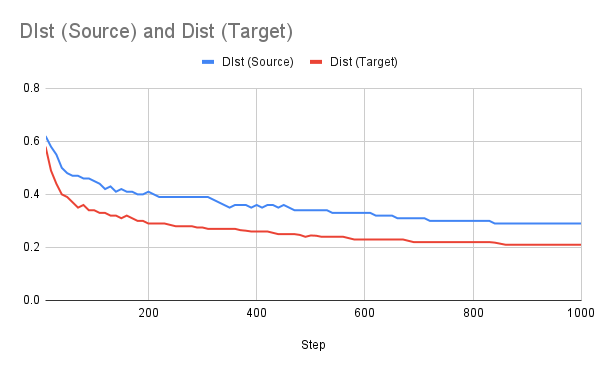 DIst (Source) and Dist (Target)
DIst (Source) Dist (Target)
0.8
0.6
0.4
0.2
0.0
200 400 600 800 1000
Step